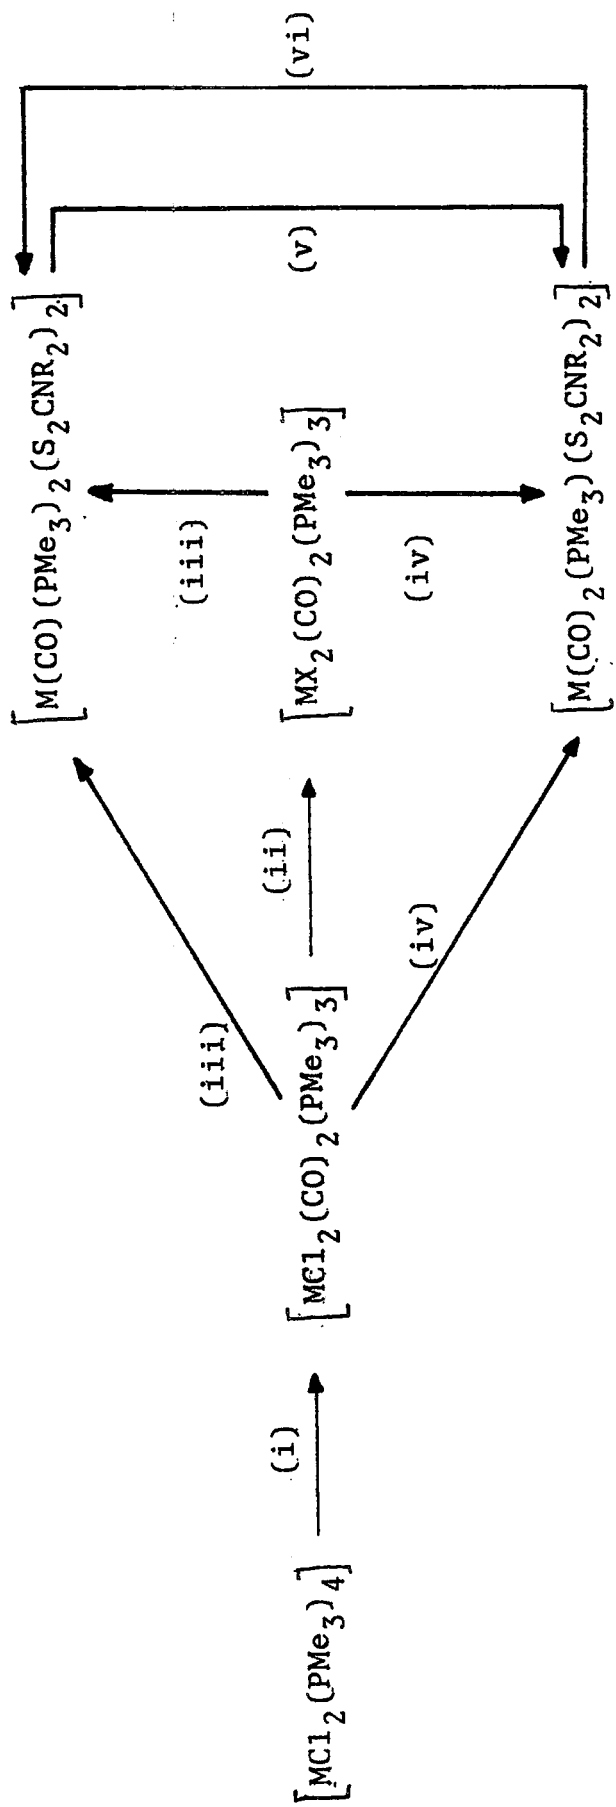 [MCl₂(PMe₃)₄]
(i)
[MCl₂(CO)₂(PMe₃)₃]
(iii)
(ii)
(iv)
[M(CO)(PMe₃)₂(S₂CNR₂)₂]
(iii)
[MX₂(CO)₂(PMe₃)₃]
(iv)
[M(CO)₂(PMe₃)(S₂CNR₂)₂]
(v)
(vi)